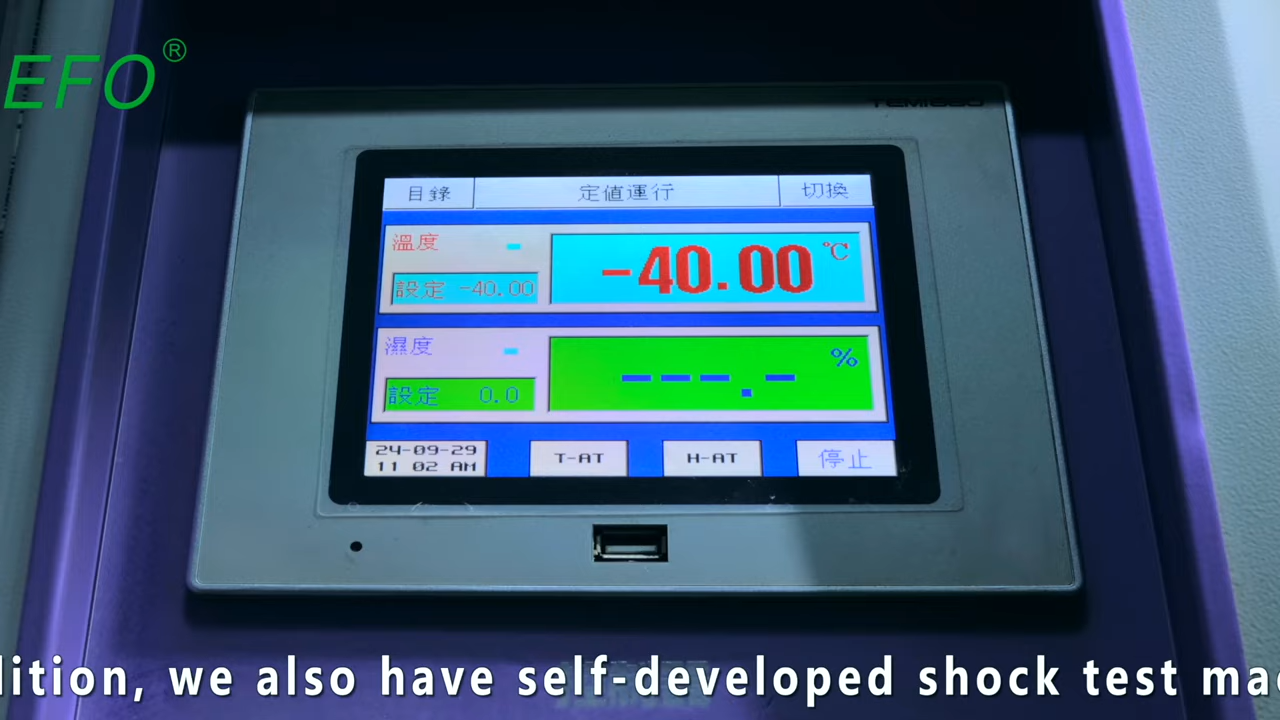 EFO®
目錄 定值運行 切換
溫度 -
設定 -40.00
-40.00 ℃
濕度 -
設定 0.0
---.- %
24-09-29
11 02 AM
T-AT H-AT 停止
dition, we also have self-developed shock test mac